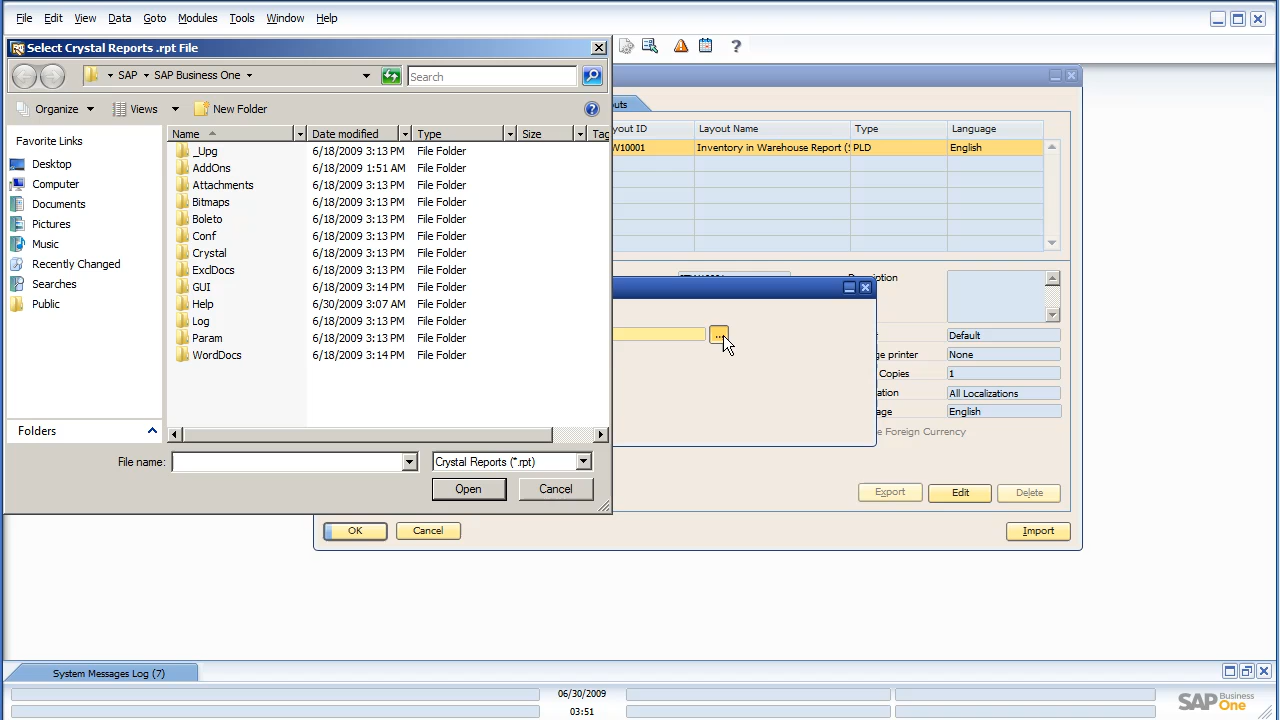 File Edit View Data Goto Modules Tools Window Help
Select Crystal Reports .rpt File
SAP SAP Business One
Search
Organize Views New Folder
Favorite Links
Desktop
Computer
Documents
Pictures
Music
Recently Changed
Searches
Public
Folders
Name Date modified Type Size Tag
_Upg 6/18/2009 3:13 PM File Folder
AddOns 6/18/2009 1:51 AM File Folder
Attachments 6/18/2009 3:13 PM File Folder
Bitmaps 6/18/2009 3:13 PM File Folder
Boleto 6/18/2009 3:13 PM File Folder
Conf 6/18/2009 3:13 PM File Folder
Crystal 6/18/2009 3:13 PM File Folder
ExclDocs 6/18/2009 3:13 PM File Folder
GUI 6/18/2009 3:14 PM File Folder
Help 6/30/2009 3:07 AM File Folder
Log 6/18/2009 3:13 PM File Folder
Param 6/18/2009 3:13 PM File Folder
WordDocs 6/18/2009 3:14 PM File Folder
File name: Crystal Reports (*.rpt)
Open Cancel
uts
yout ID Layout Name Type Language
W10001 Inventory in Warehouse Report (S PLD English
ription
...
Default
ge printer None
Copies 1
ation All Localizations
age English
e Foreign Currency
Export Edit Delete
OK Cancel Import
System Messages Log (7)
06/30/2009
03:51
SAP Business One